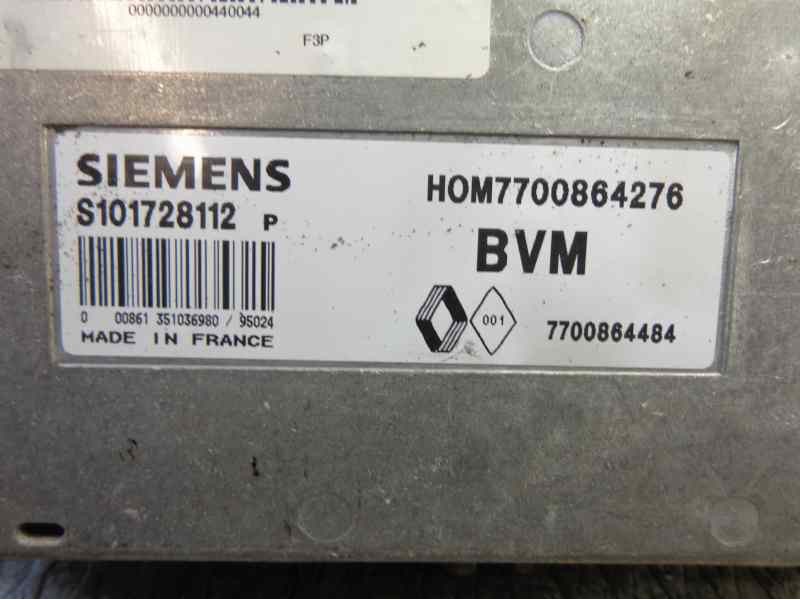 0000000000440044
F3P
SIEMENS
S101728112 P
0 00861 351036980 / 95024
MADE IN FRANCE
HOM7700864276
BVM
001
7700864484